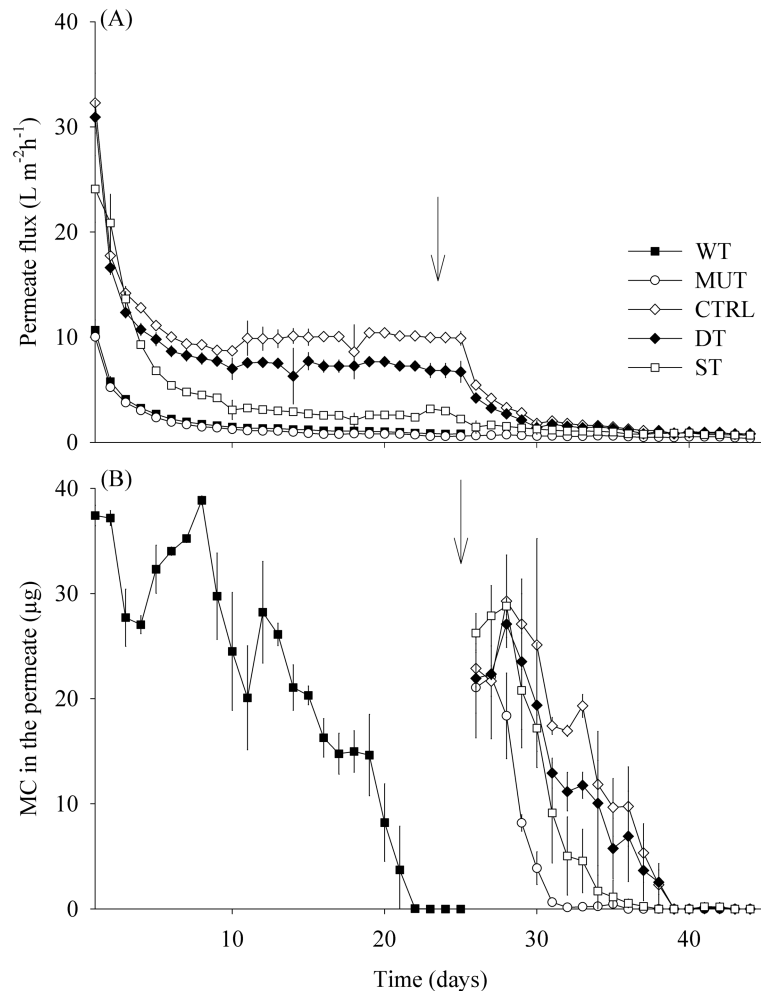 (A)
40
30
20
10
0
Permeate flux (L m⁻²h⁻¹)
WT
MUT
CTRL
DT
ST
(B)
40
30
20
10
0
MC in the permeate (µg)
10
20
30
40
Time (days)